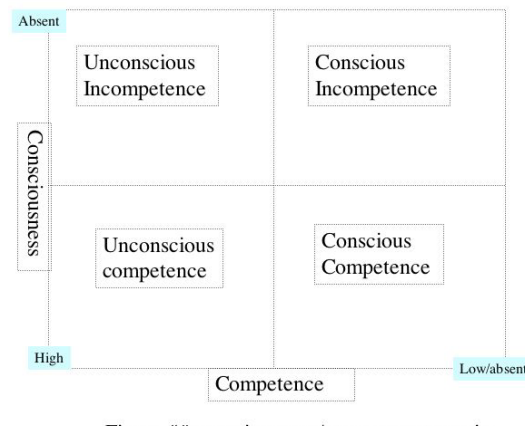 Absent
Unconscious
Incompetence
Conscious
Incompetence
Consciousness
Unconscious
competence
Conscious
Competence
High
Low/absent
Competence